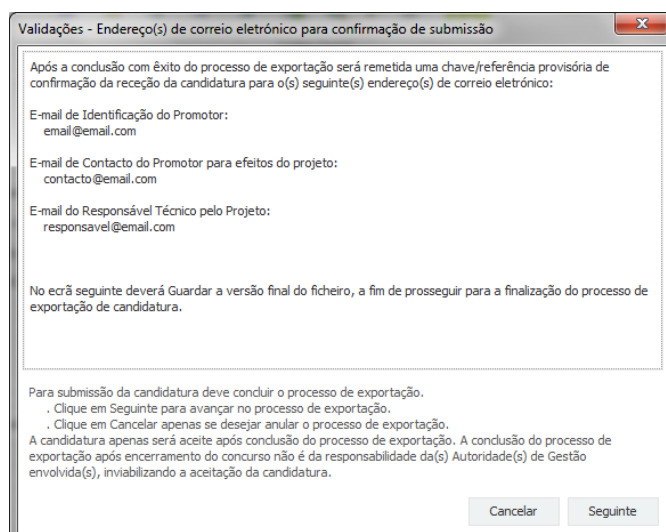 Validações - Endereço(s) de correio eletrónico para confirmação de submissão
Após a conclusão com êxito do processo de exportação será remetida uma chave/referência provisória de
confirmação da receção da candidatura para o(s) seguinte(s) endereço(s) de correio eletrónico:
E-mail de Identificação do Promotor:
email@email.com
E-mail de Contacto do Promotor para efeitos do projeto:
contacto@email.com
E-mail do Responsável Técnico pelo Projeto:
responsavel@email.com
No ecrã seguinte deverá Guardar a versão final do ficheiro, a fim de prosseguir para a finalização do processo de
exportação de candidatura.
Para submissão da candidatura deve concluir o processo de exportação.
. Clique em Seguinte para avançar no processo de exportação.
. Clique em Cancelar apenas se desejar anular o processo de exportação.
A candidatura apenas será aceite após conclusão do processo de exportação. A conclusão do processo de
exportação após encerramento do concurso não é da responsabilidade da(s) Autoridade(s) de Gestão
envolvida(s), inviabilizando a aceitação da candidatura.
Cancelar Seguinte